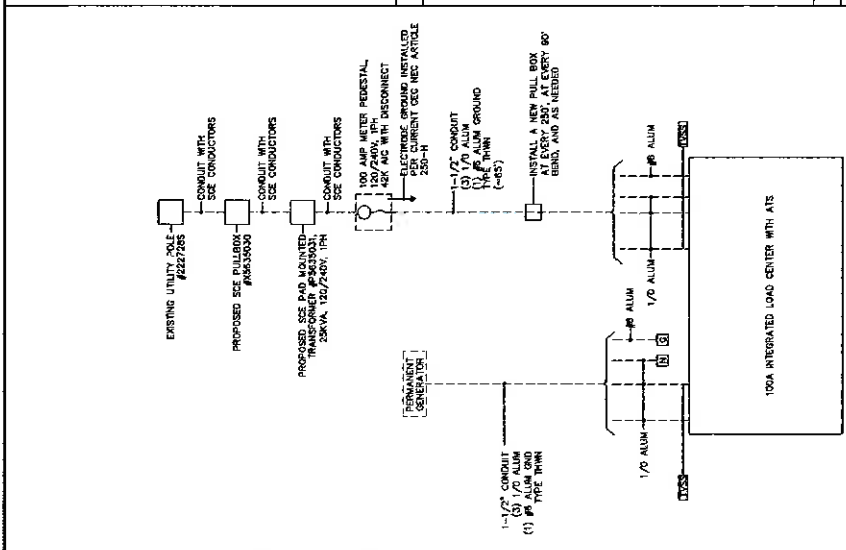 EXISTING UTILITY POLE
#2227285
CONDUIT WITH
SCE CONDUCTORS
PROPOSED SCE PULLBOX
#X5635030
CONDUIT WITH
SCE CONDUCTORS
PROPOSED SCE PAD MOUNTED
TRANSFORMER #P5635031,
25KVA, 120/240V, 1PH
CONDUIT WITH
SCE CONDUCTORS
100 AMP METER PEDESTAL,
120/240V, 1PH
42K AIC WITH DISCONNECT
ELECTRODE GROUND INSTALLED
PER CURRENT CEC NEC ARTICLE
250-H
1-1/2" CONDUIT
(3) 1/0 ALUM
(1) #6 ALUM GROUND
TYPE THWN
(~65')
INSTALL A NEW PULL BOX
AT EVERY 250', AT EVERY 90°
BEND, AND AS NEEDED
#6 ALUM
1/0 ALUM
TVSS
PERMANENT
GENERATOR
1-1/2" CONDUIT
(3) 1/0 ALUM
(1) #6 ALUM GND
TYPE THWN
#6 ALUM
G
N
1/0 ALUM
TVSS
100A INTEGRATED LOAD CENTER WITH ATS